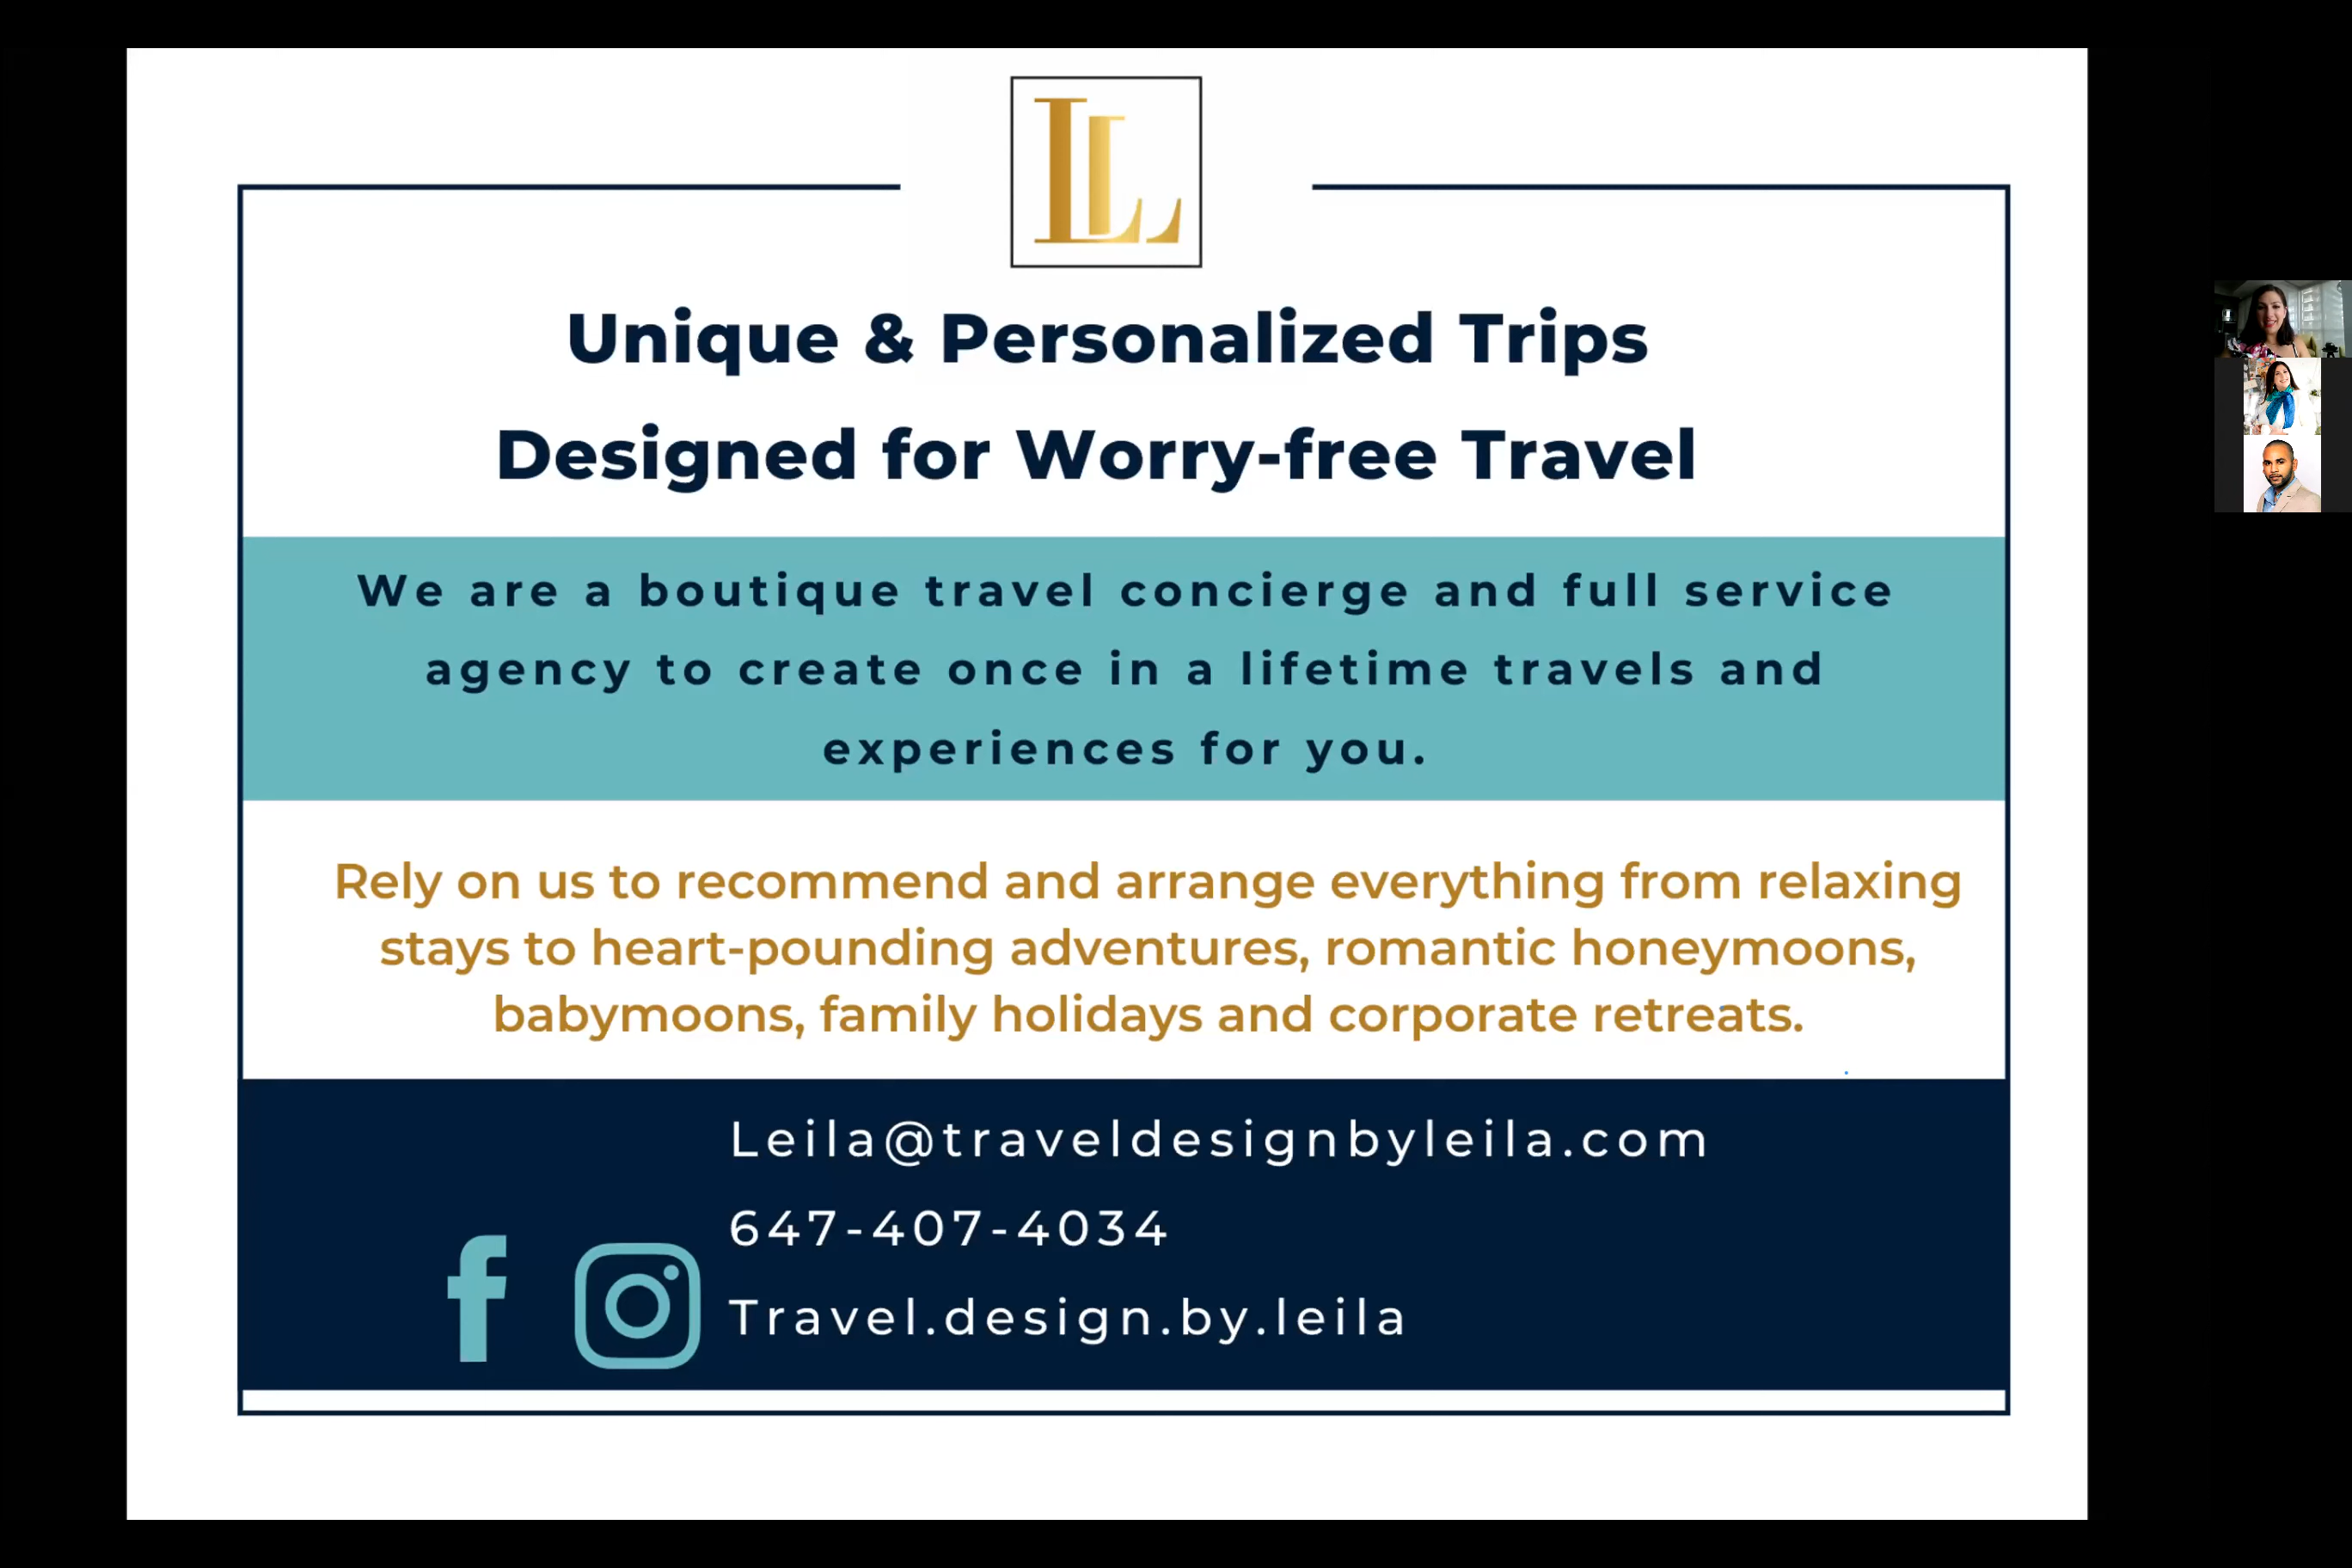 LL
Unique & Personalized Trips
Designed for Worry-free Travel
We are a boutique travel concierge and full service
agency to create once in a lifetime travels and
experiences for you.
Rely on us to recommend and arrange everything from relaxing
stays to heart-pounding adventures, romantic honeymoons,
babymoons, family holidays and corporate retreats.
Leila@traveldesignbyleila.com
647-407-4034
Travel.design.by.leila